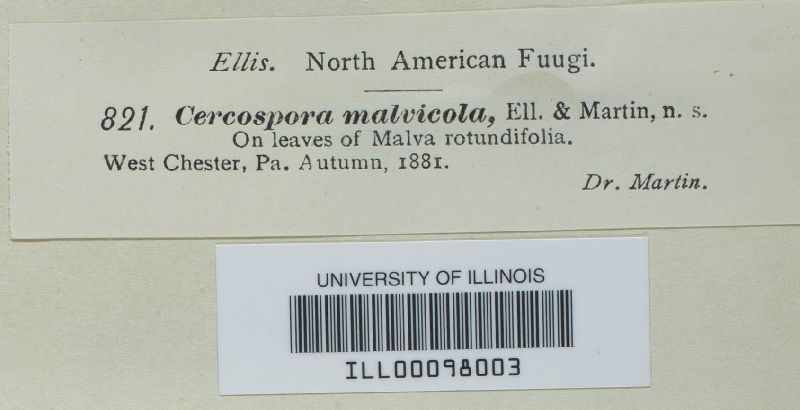 Ellis. North American Fuugi.
821. Cercospora malvicola, Ell. & Martin, n. s.
On leaves of Malva rotundifolia.
West Chester, Pa. Autumn, 1881.
Dr. Martin.
UNIVERSITY OF ILLINOIS
ILL00098003